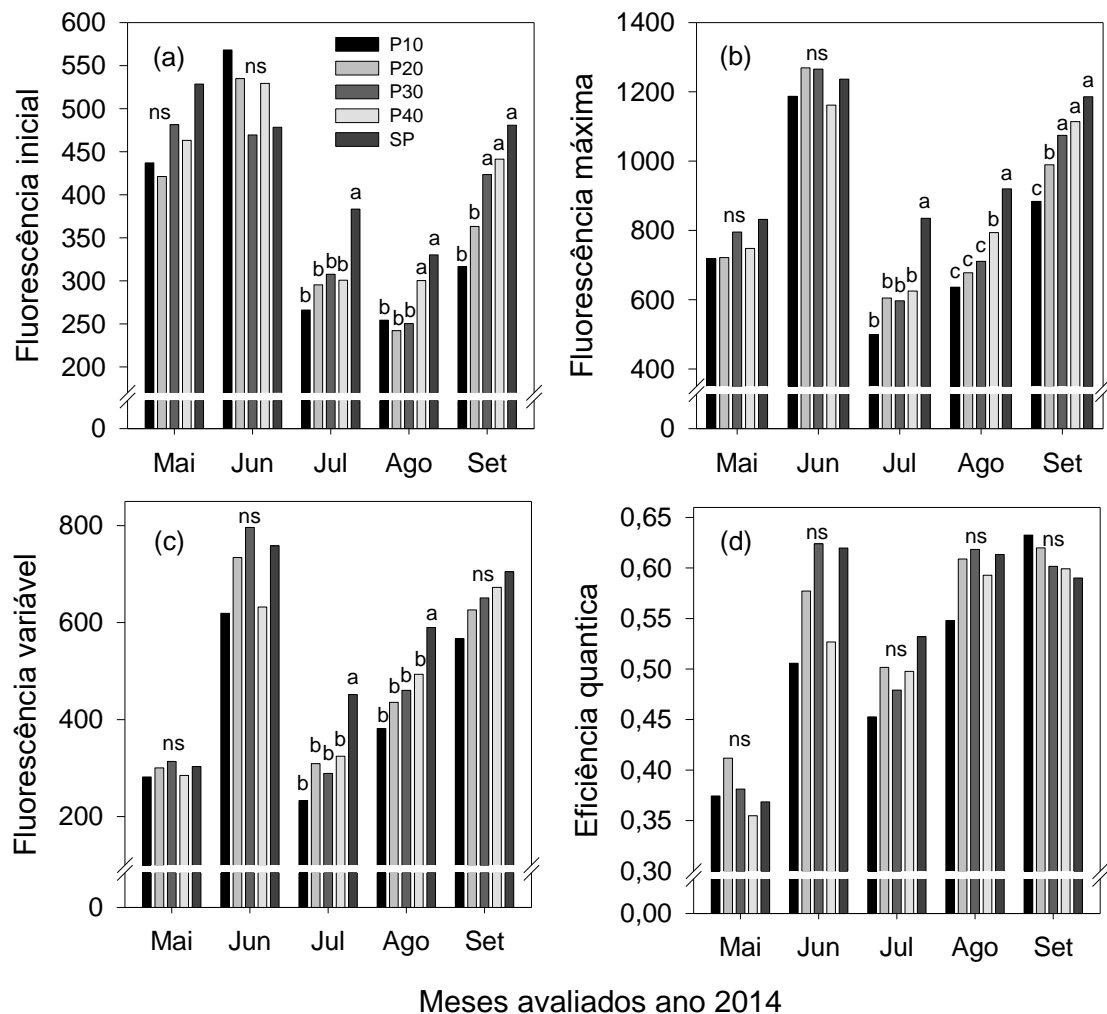 Fluorescência inicial
(a)
P10
P20
P30
P40
SP
600
550
500
450
400
350
300
250
200
0
ns
ns
b
b
b
b
a
b
b
b
a
a
b
b
a
a
a
Mai
Jun
Jul
Ago
Set
Fluorescência máxima
(b)
1400
1200
1000
800
600
400
0
ns
ns
b
b
b
b
a
c
c
c
b
a
c
b
a
a
a
Mai
Jun
Jul
Ago
Set
Fluorescência variável
(c)
800
600
400
200
0
ns
ns
b
b
b
b
a
b
b
b
b
a
ns
Mai
Jun
Jul
Ago
Set
Eficiência quantica
(d)
0,65
0,60
0,55
0,50
0,45
0,40
0,35
0,30
0,00
ns
ns
ns
ns
ns
Mai
Jun
Jul
Ago
Set
Meses avaliados ano 2014